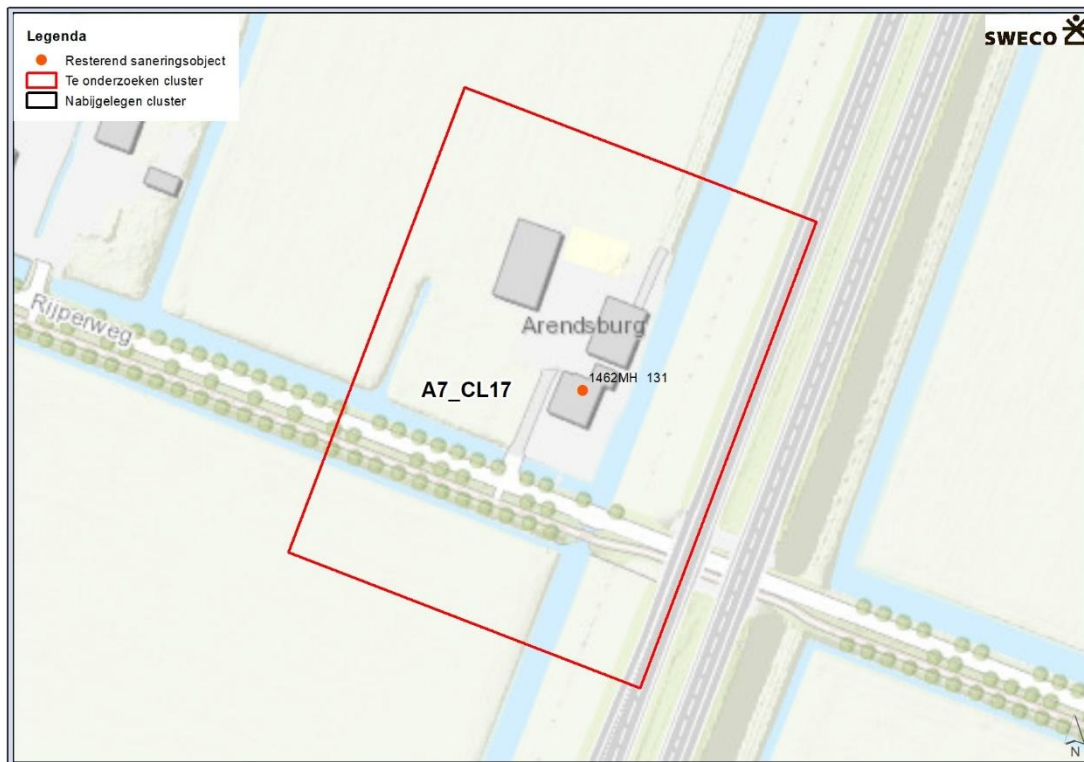 Legenda
Resterend saneringsobject
Te onderzoeken cluster
Nabijgelegen cluster
SWECO
Rijperweg
Arendsburg
1462MH 131
A7_CL17
N